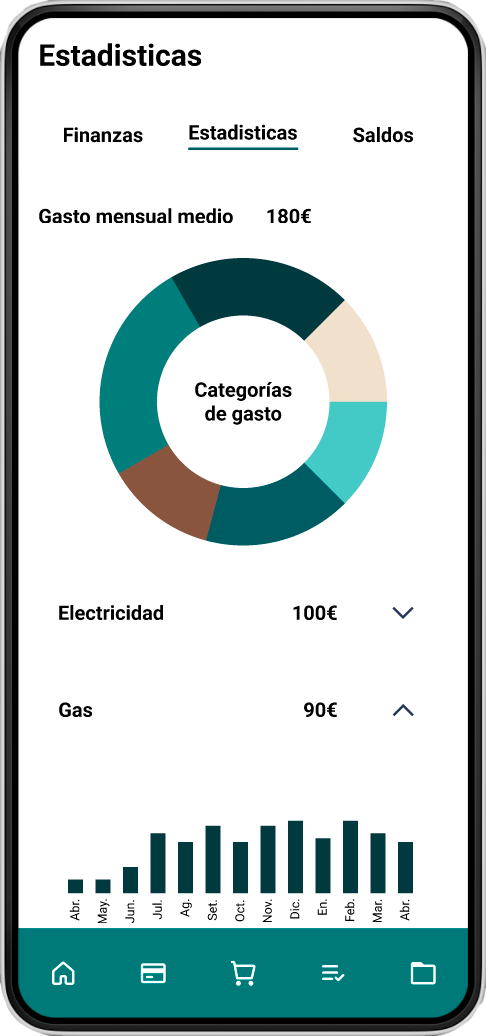 Estadisticas
Finanzas Estadisticas Saldos
Gasto mensual medio 180€
Categorías
de gasto
Electricidad 100€
Gas 90€
Abr. May. Jun. Jul. Ag. Set. Oct. Nov. Dic. En. Feb. Mar. Abr.